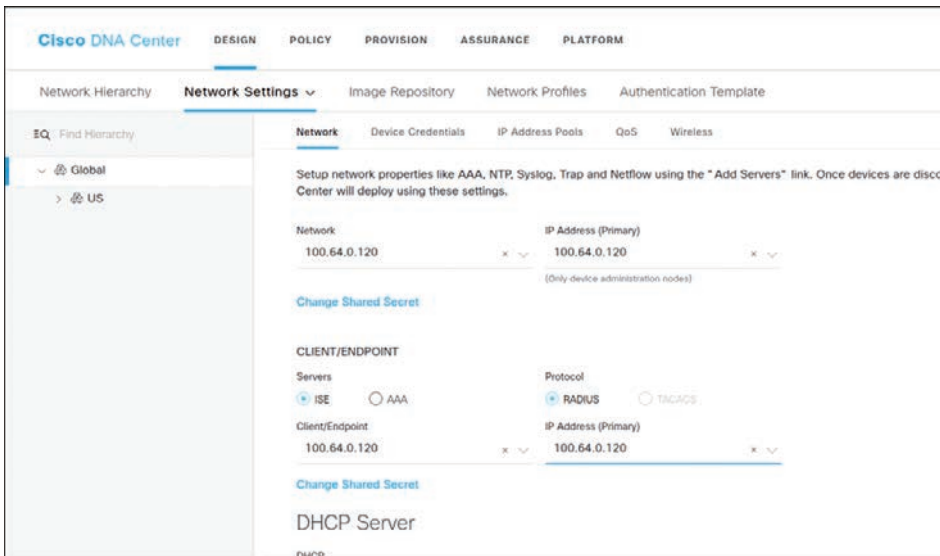 Cisco DNA Center DESIGN POLICY PROVISION ASSURANCE PLATFORM
Network Hierarchy Network Settings Image Repository Network Profiles Authentication Template
Find Hierarchy
Global
US
Network Device Credentials IP Address Pools QoS Wireless
Setup network properties like AAA, NTP, Syslog, Trap and Netflow using the "Add Servers" link. Once devices are disco
Center will deploy using these settings.
Network IP Address (Primary)
100.64.0.120 100.64.0.120
(Only device administration nodes)
Change Shared Secret
CLIENT/ENDPOINT
Servers Protocol
ISE AAA RADIUS TACACS
Client/Endpoint IP Address (Primary)
100.64.0.120 100.64.0.120
Change Shared Secret
DHCP Server
DHCP